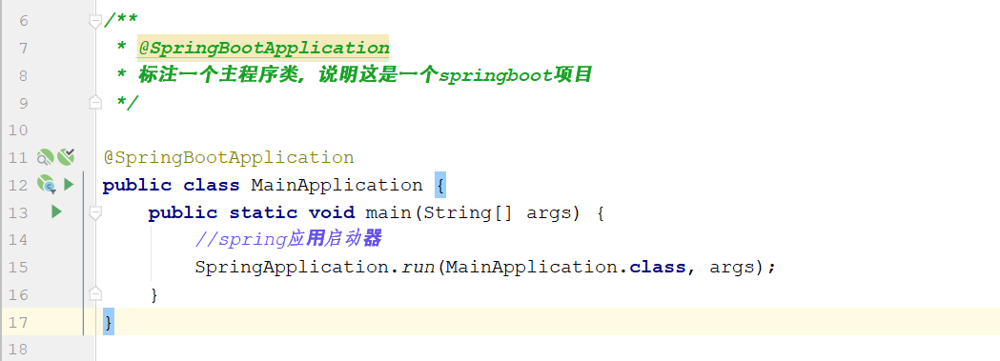 6 /**
7 * @SpringBootApplication
8 * 标注一个主程序类，说明这是一个springboot项目
9 */
10
11 @SpringBootApplication
12 public class MainApplication {
13 public static void main(String[] args) {
14 //spring应用启动器
15 SpringApplication.run(MainApplication.class, args);
16 }
17 }
18